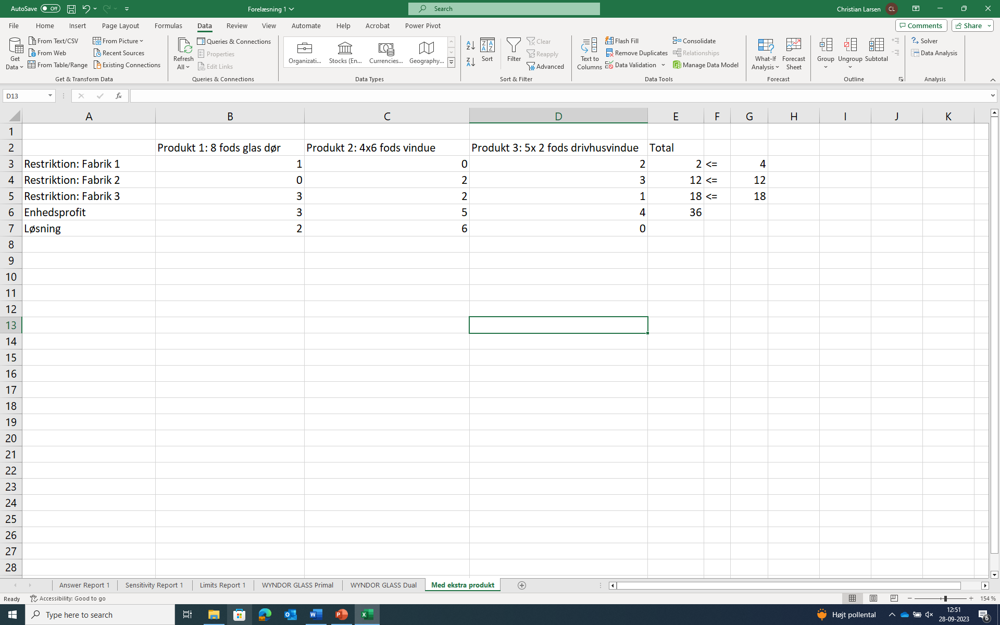 AutoSave Off Forelæsning 1 Search Christian Larsen CL
File Home Insert Page Layout Formulas Data Review View Automate Help Acrobat Power Pivot Comments Share
Get Data From Text/CSV From Web From Table/Range From Picture Recent Sources Existing Connections
Get & Transform Data
Refresh All Queries & Connections Properties Edit Links
Queries & Connections
Organizati... Stocks (En... Currencies... Geography...
Data Types
Sort Filter Clear Reapply Advanced
Sort & Filter
Text to Columns Flash Fill Remove Duplicates Data Validation Consolidate Relationships Manage Data Model
Data Tools
What-If Analysis Forecast Sheet
Forecast
Group Ungroup Subtotal
Outline
Solver Data Analysis
Analysis
D13 fx
A B C D E F G H I J K
1
2 Produkt 1: 8 fods glas dør Produkt 2: 4x6 fods vindue Produkt 3: 5x 2 fods drivhusvindue Total
3 Restriktion: Fabrik 1 1 0 2 2 <= 4
4 Restriktion: Fabrik 2 0 2 3 12 <= 12
5 Restriktion: Fabrik 3 3 2 1 18 <= 18
6 Enhedsprofit 3 5 4 36
7 Løsning 2 6 0
8
9
10
11
12
13
14
15
16
17
18
19
20
21
22
23
24
25
26
27
28
Answer Report 1 Sensitivity Report 1 Limits Report 1 WYNDOR GLASS Primal WYNDOR GLASS Dual Med ekstra produkt
Ready Accessibility: Good to go 154 %
Type here to search Højt pollental 12:51
28-09-2023 6